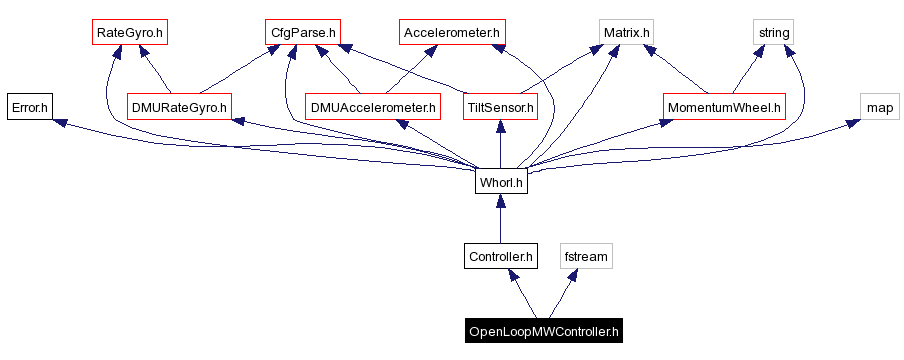 RateGyro.h
CfgParse.h
Accelerometer.h
Matrix.h
string
Error.h
DMURateGyro.h
DMUAccelerometer.h
TiltSensor.h
MomentumWheel.h
map
Whorl.h
Controller.h
fstream
OpenLoopMWController.h